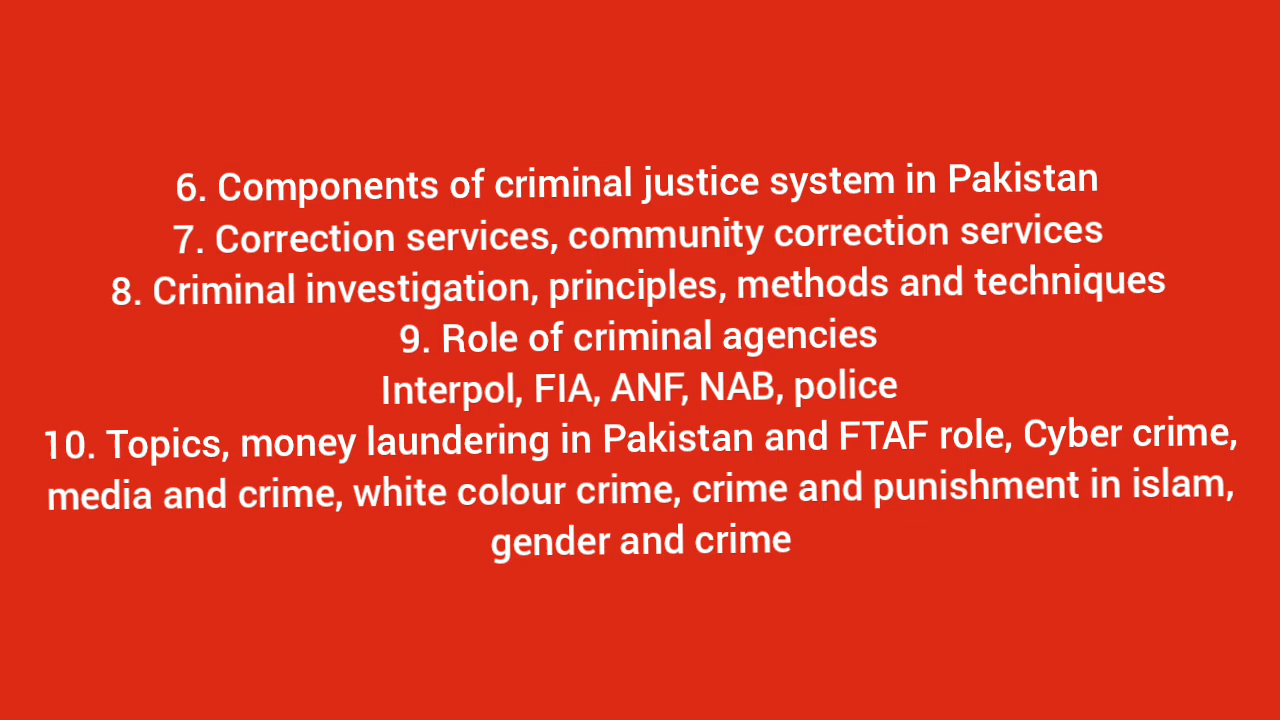 6. Components of criminal justice system in Pakistan
7. Correction services, community correction services
8. Criminal investigation, principles, methods and techniques
9. Role of criminal agencies
Interpol, FIA, ANF, NAB, police
10. Topics, money laundering in Pakistan and FTAF role, Cyber crime,
media and crime, white colour crime, crime and punishment in islam,
gender and crime